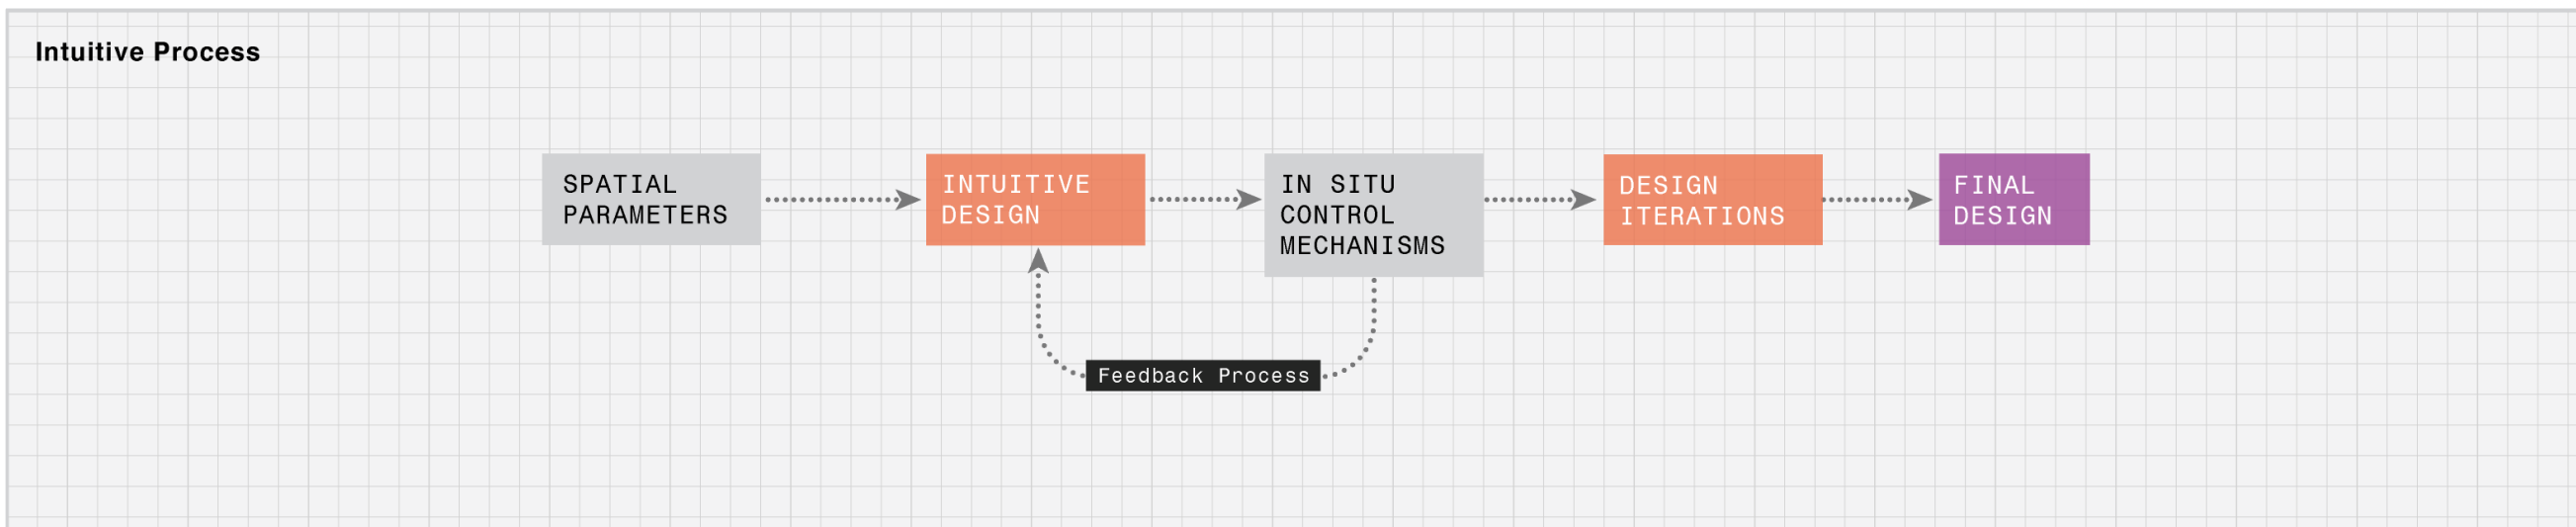 Intuitive Process
SPATIAL
PARAMETERS
INTUITIVE
DESIGN
IN SITU
CONTROL
MECHANISMS
DESIGN
ITERATIONS
FINAL
DESIGN
Feedback Process